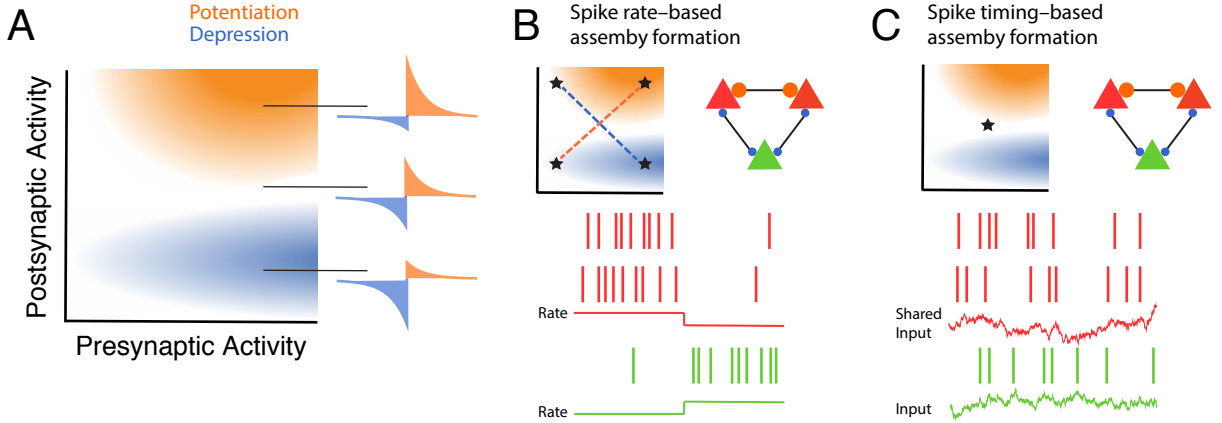 A
Potentiation
Depression
Postsynaptic Activity
Presynaptic Activity
B
Spike rate–based
assemby formation
Rate
Rate
C
Spike timing–based
assemby formation
Shared
Input
Input